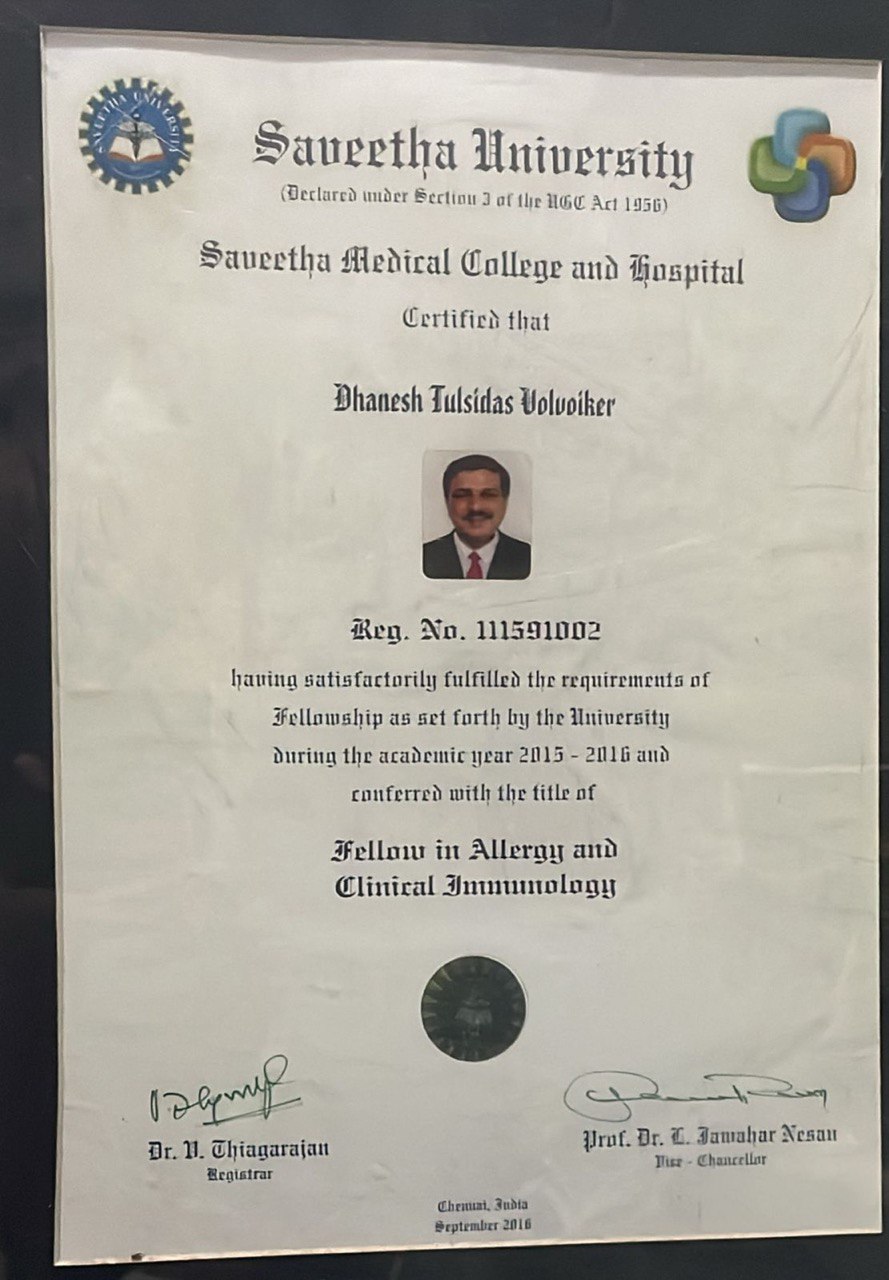 SAVEETHA UNIVERSITY
Saveetha University
(Declared under Section 3 of the UGC Act 1956)
Saveetha Medical College and Hospital
Certified that
Dhanesh Tulsidas Volvoiker
Reg. No. 111591002
having satisfactorily fulfilled the requirements of
Fellowship as set forth by the University
during the academic year 2015 - 2016 and
conferred with the title of
Fellow in Allergy and
Clinical Immunology
Dr. V. Thiagarajan
Registrar
Prof. Dr. L. Jawahar Nesan
Vice - Chancellor
Chennai, India
September 2016